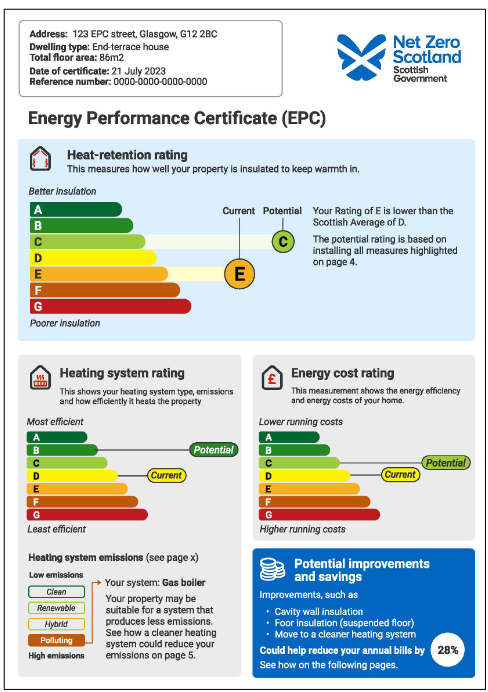 Address: 123 EPC street, Glasgow, G12 2BC
Dwelling type: End-terrace house
Total floor area: 86m2
Date of certificate: 21 July 2023
Reference number: 0000-0000-0000-0000
Net Zero
Scotland
Scottish
Government
Energy Performance Certificate (EPC)
Heat-retention rating
This measures how well your property is insulated to keep warmth in.
Better insulation
A
B
C
D
E
F
G
Poorer insulation
Current Potential
C
E
Your Rating of E is lower than the
Scottish Average of D.
The potential rating is based on
installing all measures highlighted
on page 4.
Heating system rating
This shows your heating system type, emissions
and how efficiently it heats the property
Most efficient
A
B
C
D
E
F
G
Potential
Current
Least efficient
Heating system emissions (see page x)
Low emissions
Clean
Renewable
Hybrid
Polluting
High emissions
Your system: Gas boiler
Your property may be
suitable for a system that
produces less emissions.
See how a cleaner heating
system could reduce your
emissions on page 5.
£
Energy cost rating
This measurement shows the energy efficiency
and energy costs of your home.
Lower running costs
A
B
C
D
E
F
G
Potential
Current
Higher running costs
Potential improvements
and savings
Improvements, such as
• Cavity wall insulation
• Foor insulation (suspended floor)
• Move to a cleaner heating system
Could help reduce your annual bills by 28%
See how on the following pages.